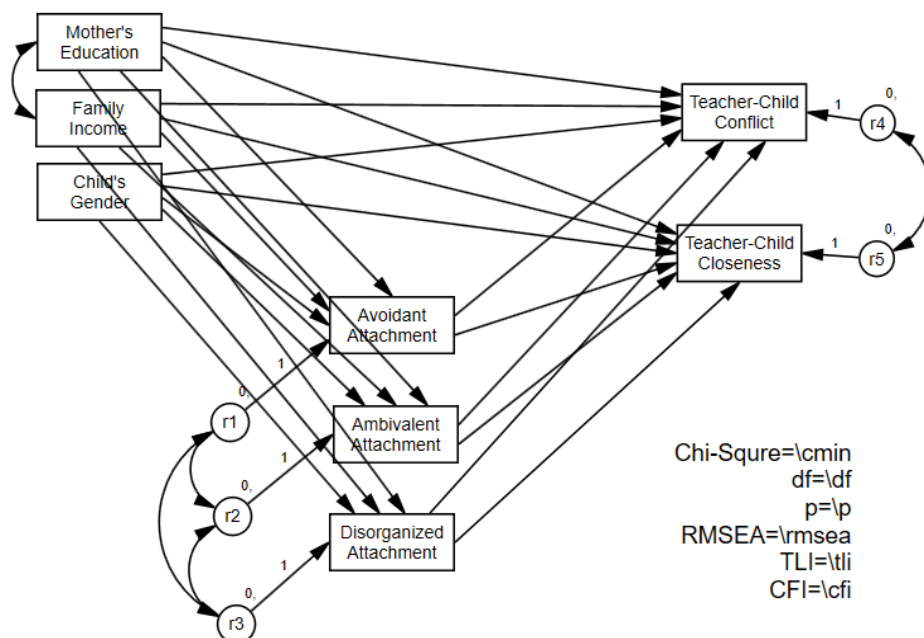 Mother's
Education
Family
Income
Child's
Gender
Teacher-Child
Conflict
1
0,
r4
Teacher-Child
Closeness
1
0,
r5
Avoidant
Attachment
1
0,
r1
Ambivalent
Attachment
1
0,
r2
Disorganized
Attachment
1
0,
r3
Chi-Squre=\cmin
df=\df
p=\p
RMSEA=\rmsea
TLI=\tli
CFI=\cfi